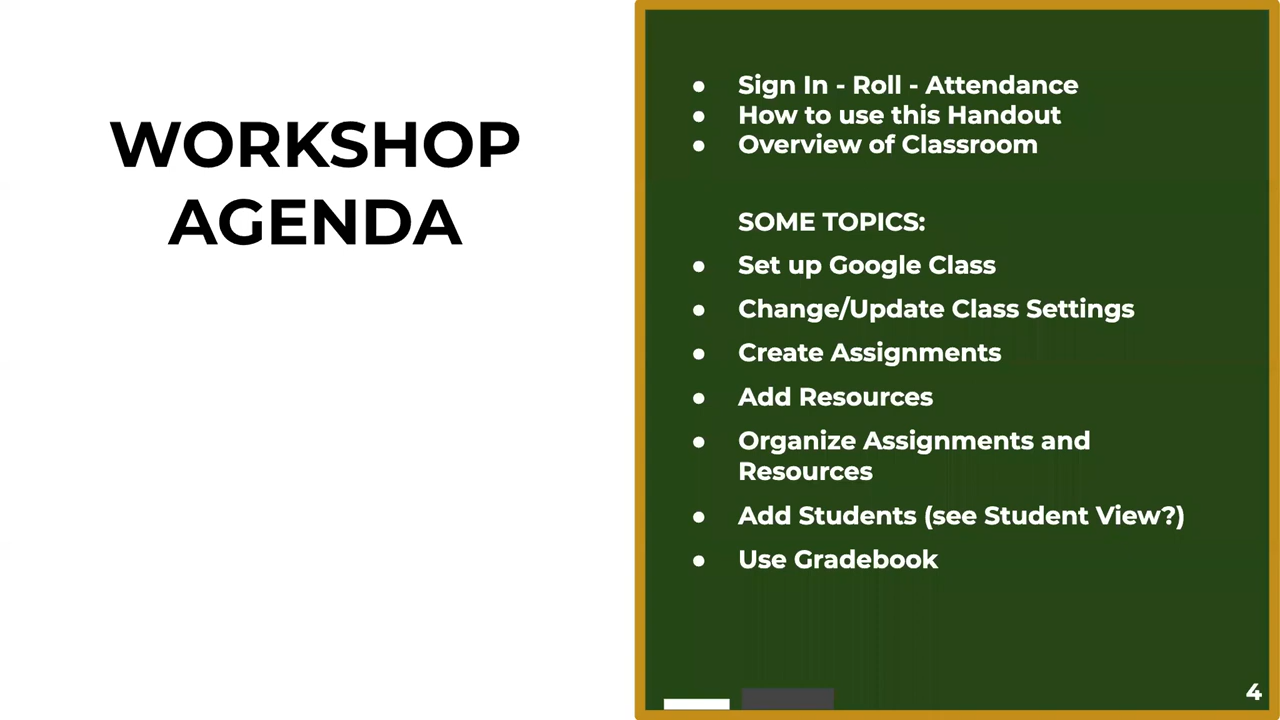 WORKSHOP
AGENDA
● Sign In - Roll - Attendance
● How to use this Handout
● Overview of Classroom
SOME TOPICS:
● Set up Google Class
● Change/Update Class Settings
● Create Assignments
● Add Resources
● Organize Assignments and
Resources
● Add Students (see Student View?)
● Use Gradebook
4